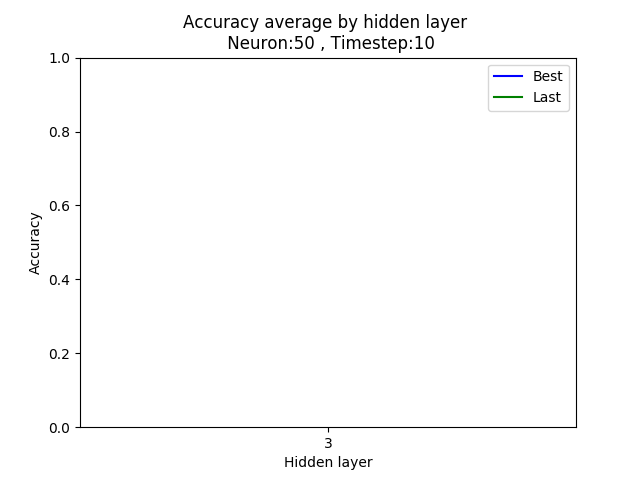 Accuracy average by hidden layer
Neuron:50 , Timestep:10
Best
Last
1.0
0.8
0.6
0.4
0.2
0.0
Accuracy
3
Hidden layer